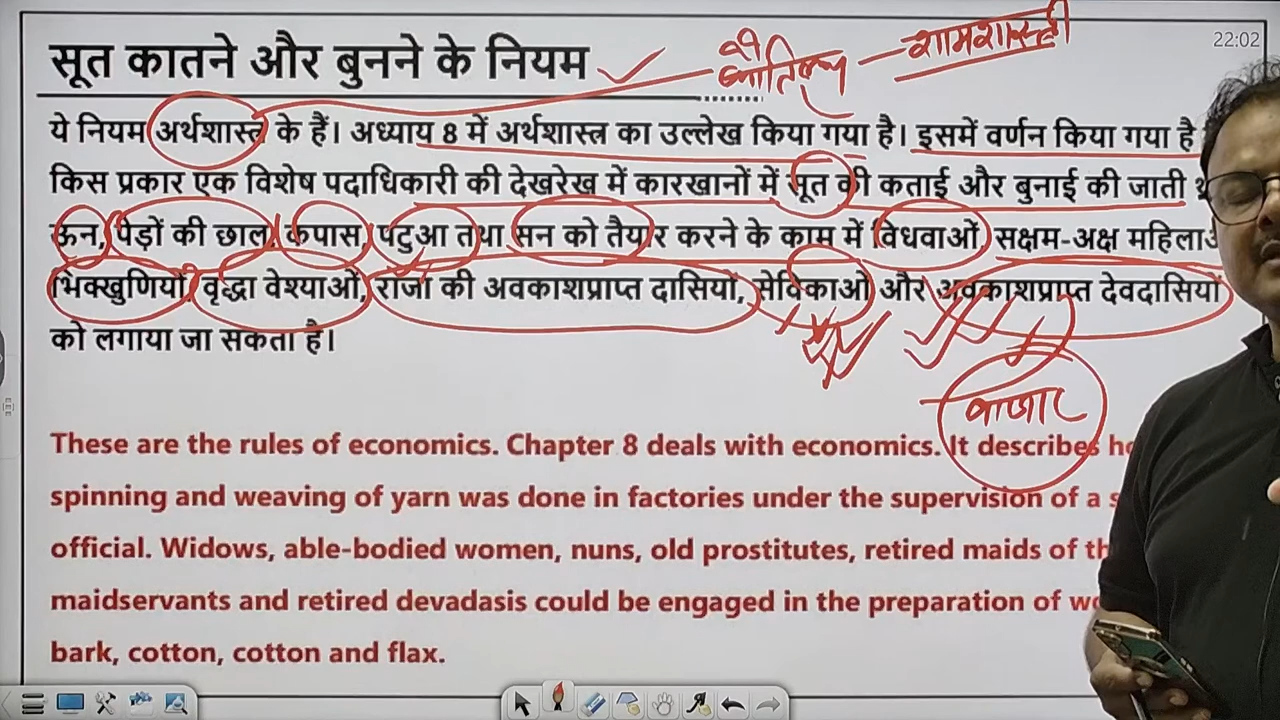 सूत कातने और बुनने के नियम
शामशास्त्री
22:02
ये नियम अर्थशास्त्र के हैं। अध्याय 8 में अर्थशास्त्र का उल्लेख किया गया है। इसमें वर्णन किया गया है
किस प्रकार एक विशेष पदाधिकारी की देखरेख में कारखानों में सूत की कताई और बुनाई की जाती
ऊन, पेड़ों की छाल, कपास, पटुआ तथा सन को तैयार करने के काम में विधवाओं, सक्षम-अक्ष
भिक्खुणियों, वृद्धा वेश्याओं, राजा की अवकाशप्राप्त दासियों, सेविकाओ और अवकाशप्राप्त देवदासियों
को लगाया जा सकता है।
बाजार
These are the rules of economics. Chapter 8 deals with economics. It describes
spinning and weaving of yarn was done in factories under the supervision of a
official. Widows, able-bodied women, nuns, old prostitutes, retired maids of
maidservants and retired devadasis could be engaged in the preparation of
bark, cotton, cotton and flax.